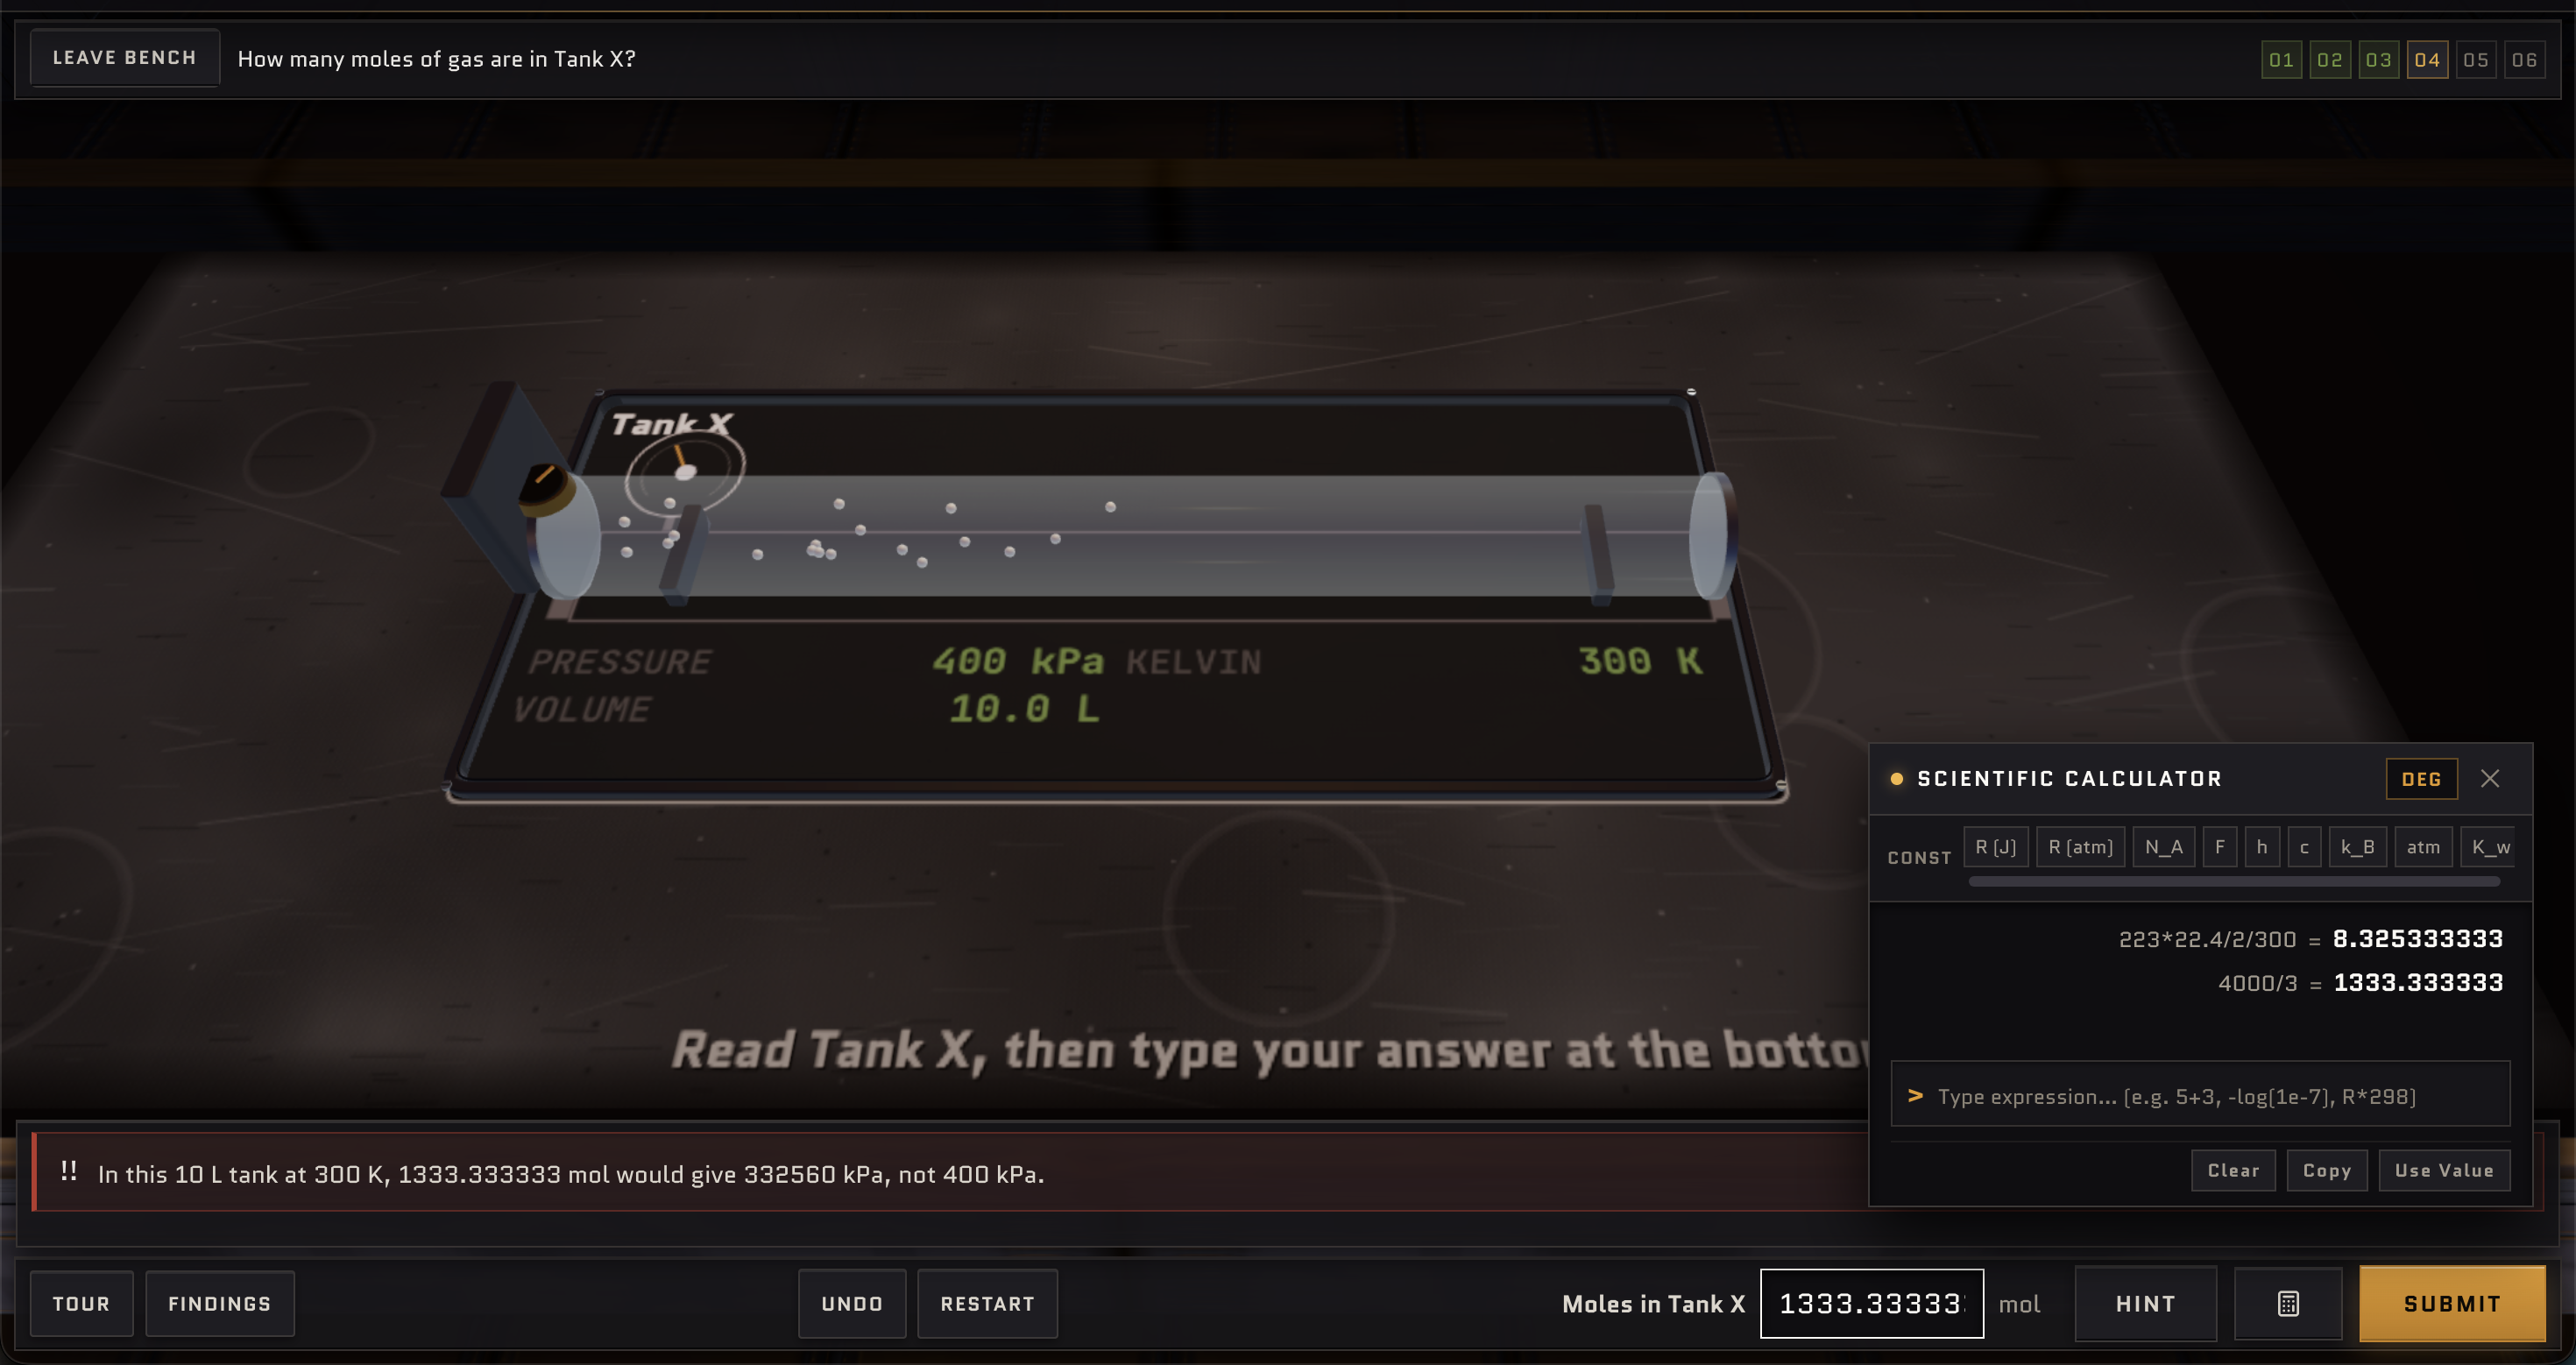 LEAVE BENCH How many moles of gas are in Tank X? 01 02 03 04 05 06
Tank X
PRESSURE 400 kPa KELVIN 300 K
VOLUME 10.0 L
SCIENTIFIC CALCULATOR DEG
CONST R (J) R (atm) N_A F h c k_B atm K_w
223*22.4/2/300 = 8.325333333
4000/3 = 1333.333333
> Type expression... (e.g. 5+3, -log(1e-7), R*298)
Clear Copy Use Value
Read Tank X, then type your answer at the
!! In this 10 L tank at 300 K, 1333.333333 mol would give 332560 kPa, not 400 kPa.
TOUR FINDINGS UNDO RESTART Moles in Tank X 1333.33333 mol HINT SUBMIT